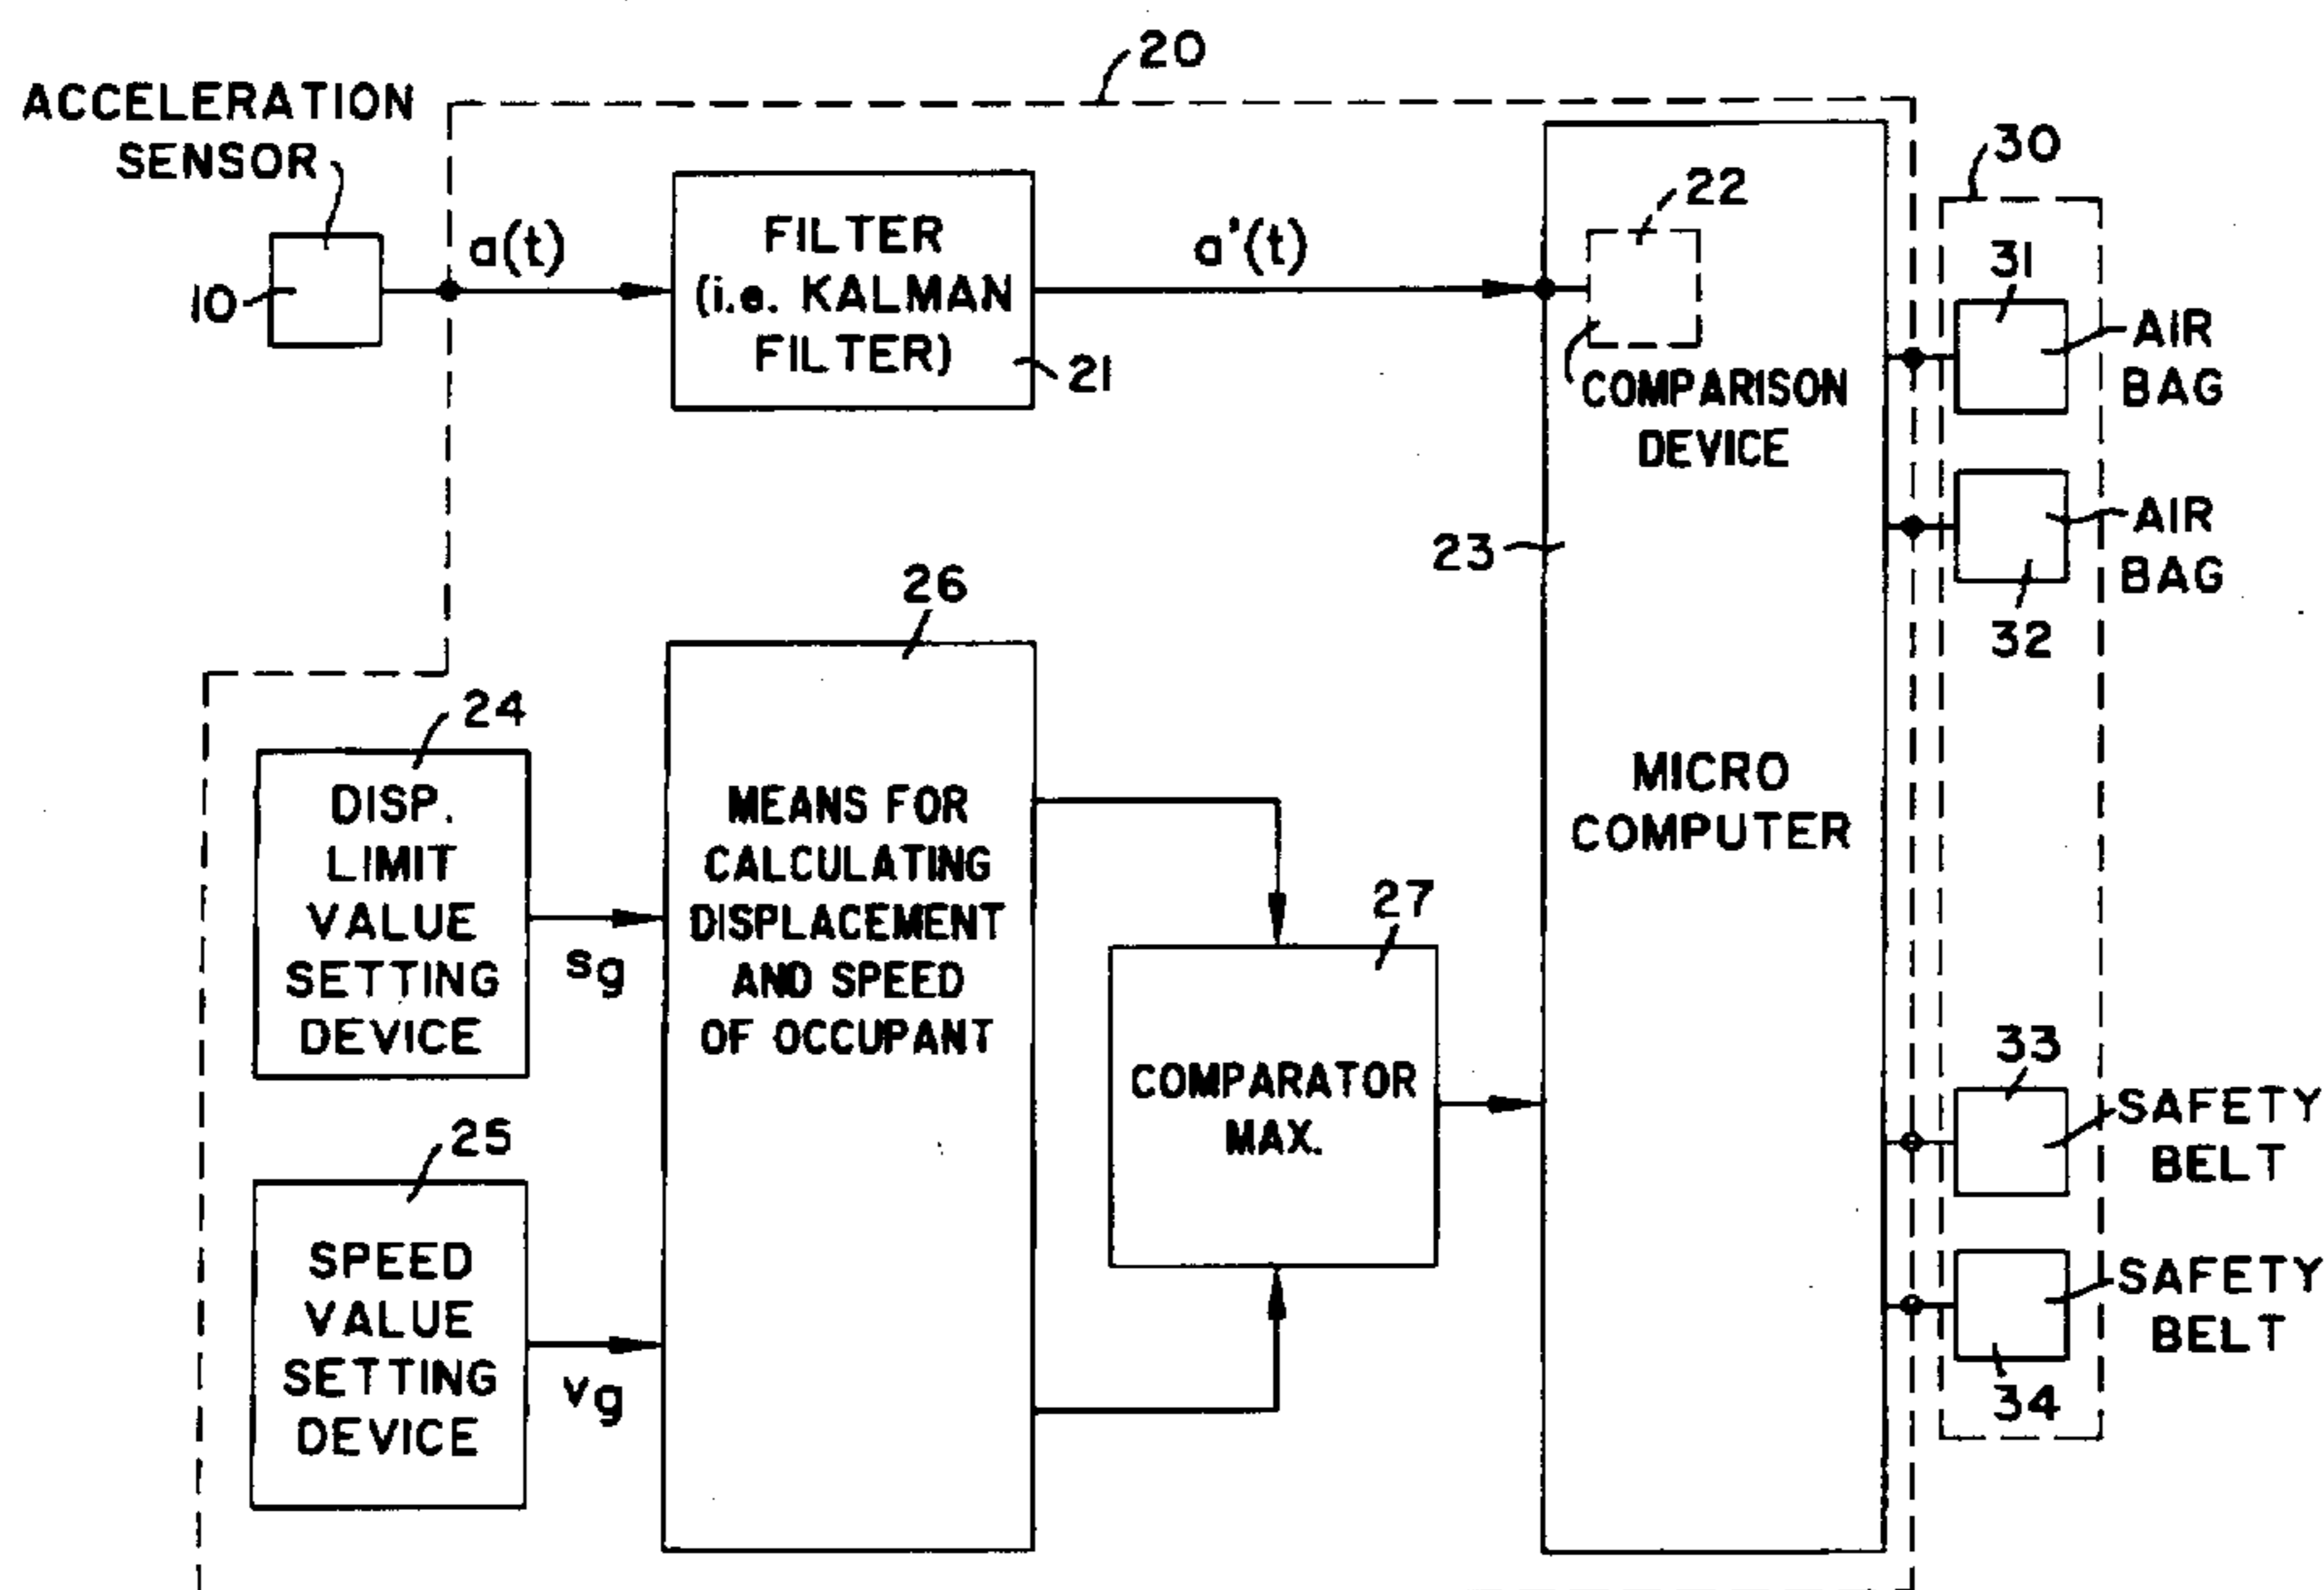 20
ACCELERATION
SENSOR
10
a(t)
FILTER
(i.e. KALMAN
FILTER)
21
a'(t)
22
COMPARISON
DEVICE
23
MICRO
COMPUTER
30
31
AIR
BAG
32
AIR
BAG
24
DISP.
LIMIT
VALUE
SETTING
DEVICE
sg
25
SPEED
VALUE
SETTING
DEVICE
vg
26
MEANS FOR
CALCULATING
DISPLACEMENT
AND SPEED
OF OCCUPANT
27
COMPARATOR
MAX.
33
SAFETY
BELT
34
SAFETY
BELT